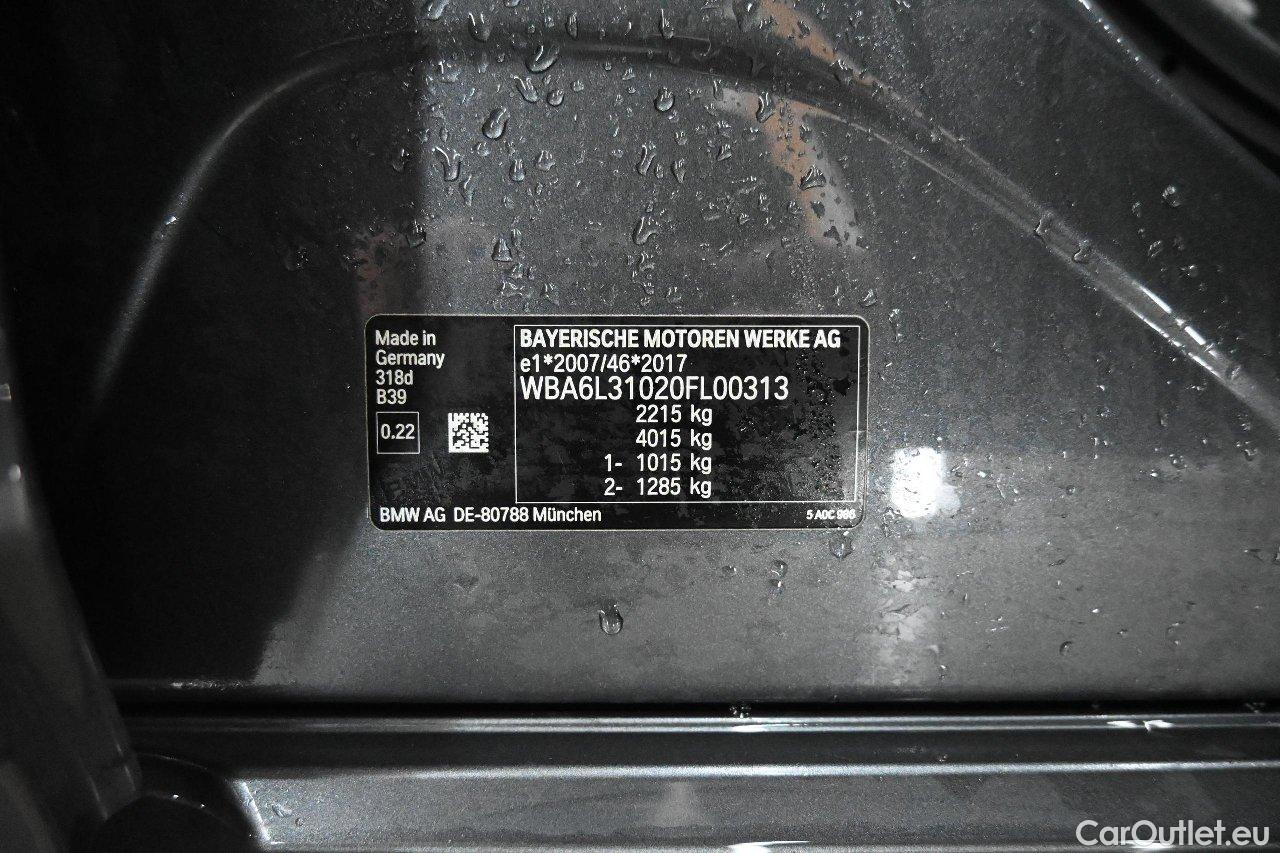 Made in
Germany
318d
B39
0.22
BAYERISCHE MOTOREN WERKE AG
e1*2007/46*2017
WBA6L31020FL00313
2215 kg
4015 kg
1- 1015 kg
2- 1285 kg
BMW AG DE-80788 München
5 A0C 986
CarOutlet.eu